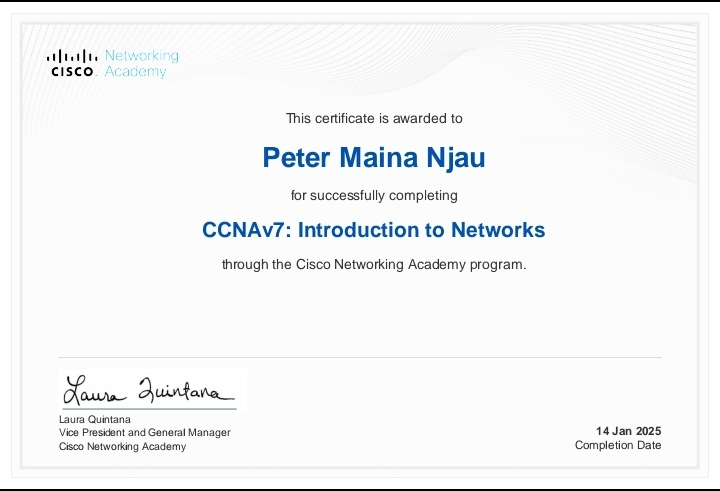 Networking
CISCO Academy
This certificate is awarded to
Peter Maina Njau
for successfully completing
CCNAv7: Introduction to Networks
through the Cisco Networking Academy program.
Laura Quintana
Laura Quintana
Vice President and General Manager
Cisco Networking Academy
14 Jan 2025
Completion Date